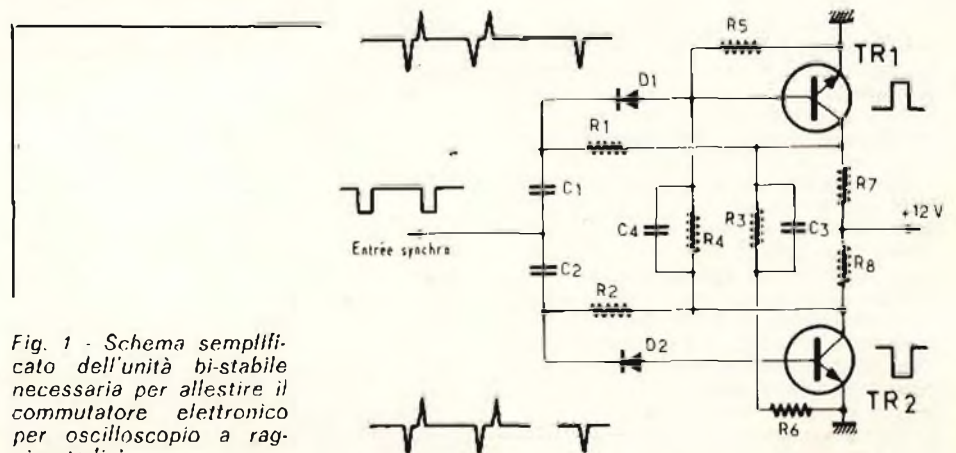 R5
TR1
D1
R1
C1
R7
+12 V
C4
R4
R3
C3
Entrée synchro
C2
R8
R2
D2
TR2
R6
Fig. 1 - Schema semplifi-
cato dell'unità bi-stabile
necessaria per allestire il
commutatore elettronico
per oscilloscopio a rag-